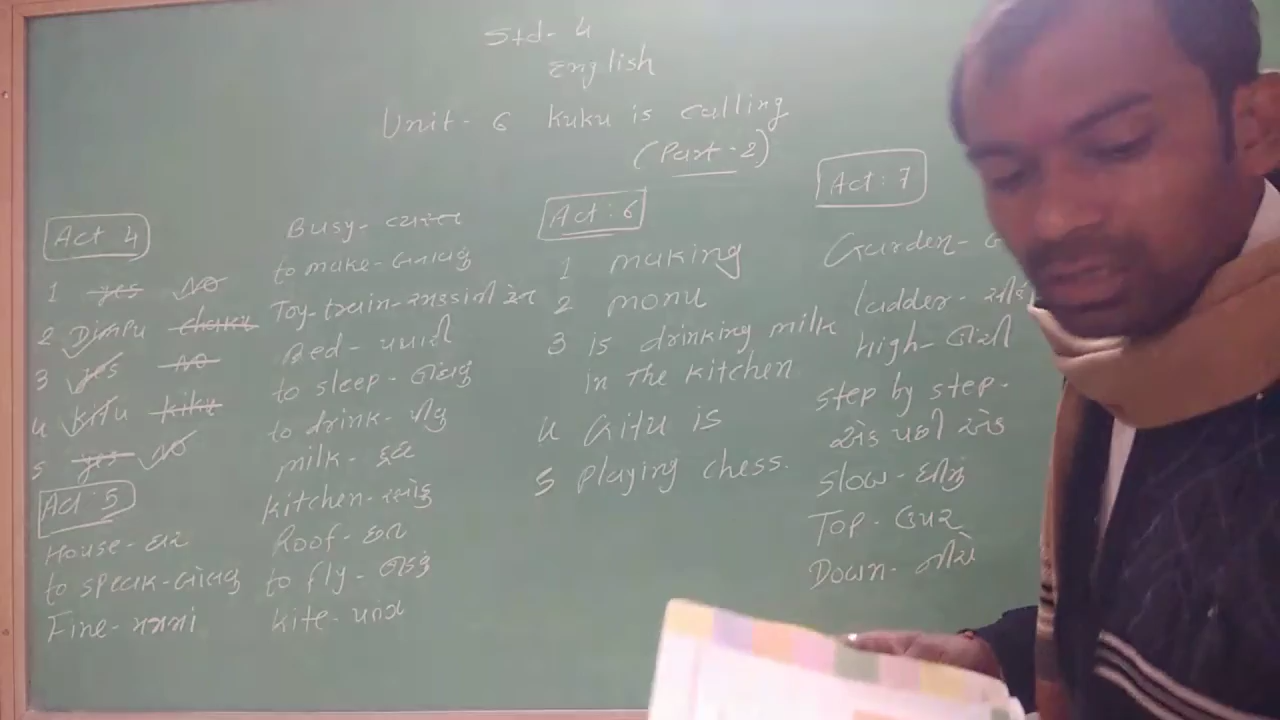 Std- 4
English
Unit- 6 Kuku is calling
(Part-2)
Act 4
1 yes No
2 Dimpu cherry
3 yes No
4 kitu kiku
5 yes No
Act: 5
House- ઘર
to speak- બોલવું
Fine- મજામાં
Busy- વ્યસ્ત
to make- બનાવવું
Toy-train- રમકડાંની ટ્રેન
Bed- પથારી
to sleep- ઊંઘવું
to drink- પીવું
milk- દૂધ
kitchen- રસોડું
Roof- છત
to fly- ઊડવું
kite- પતંગ
Act: 6
1 making
2 monu
3 is drinking milk
in the kitchen
4 Gitu is
5 playing chess.
Act: 7
Garden-
ladder-
High- ઊંચી
step by step-
એક પછી એક
slow- ધીમું
Top- ઉપર
Down- નીચે